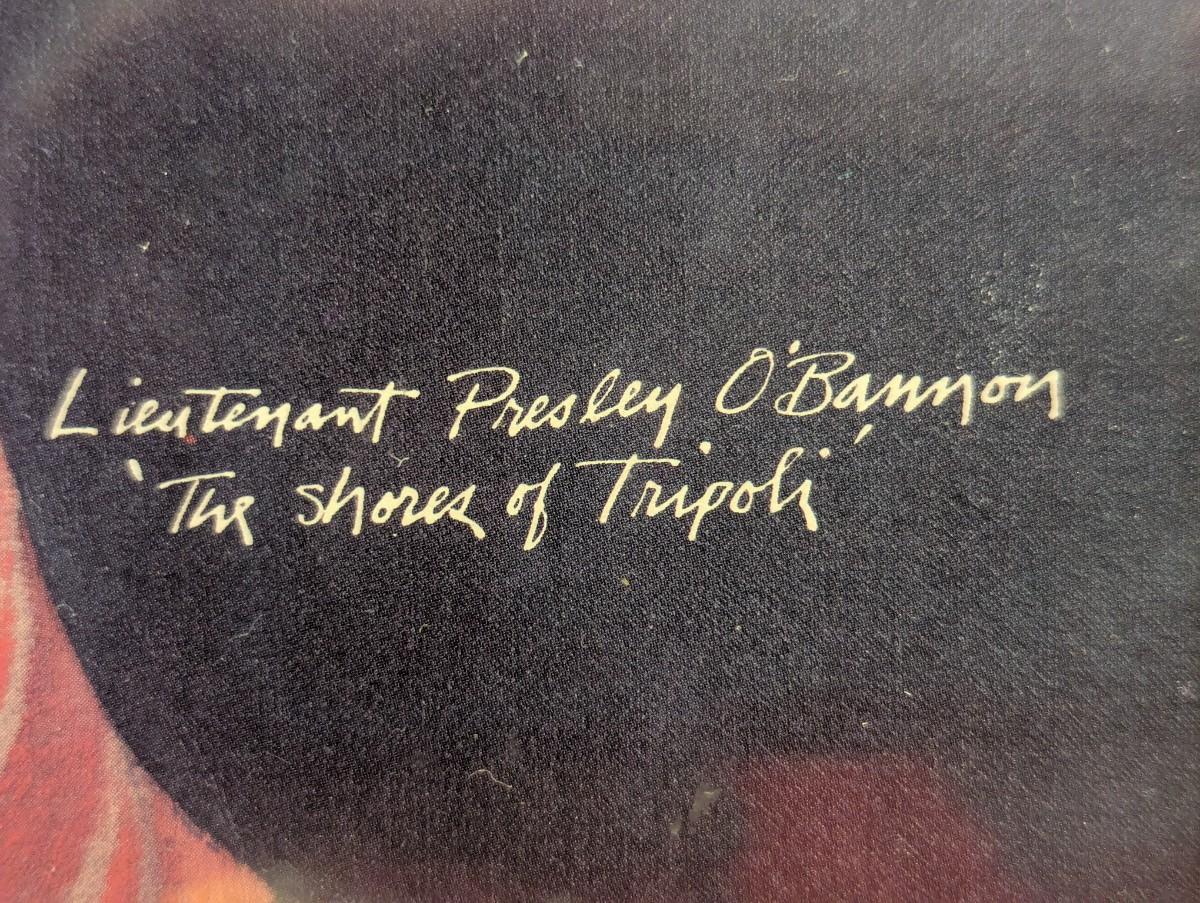 Lieutenant Presley O'Bannon
'The shores of Tripoli'